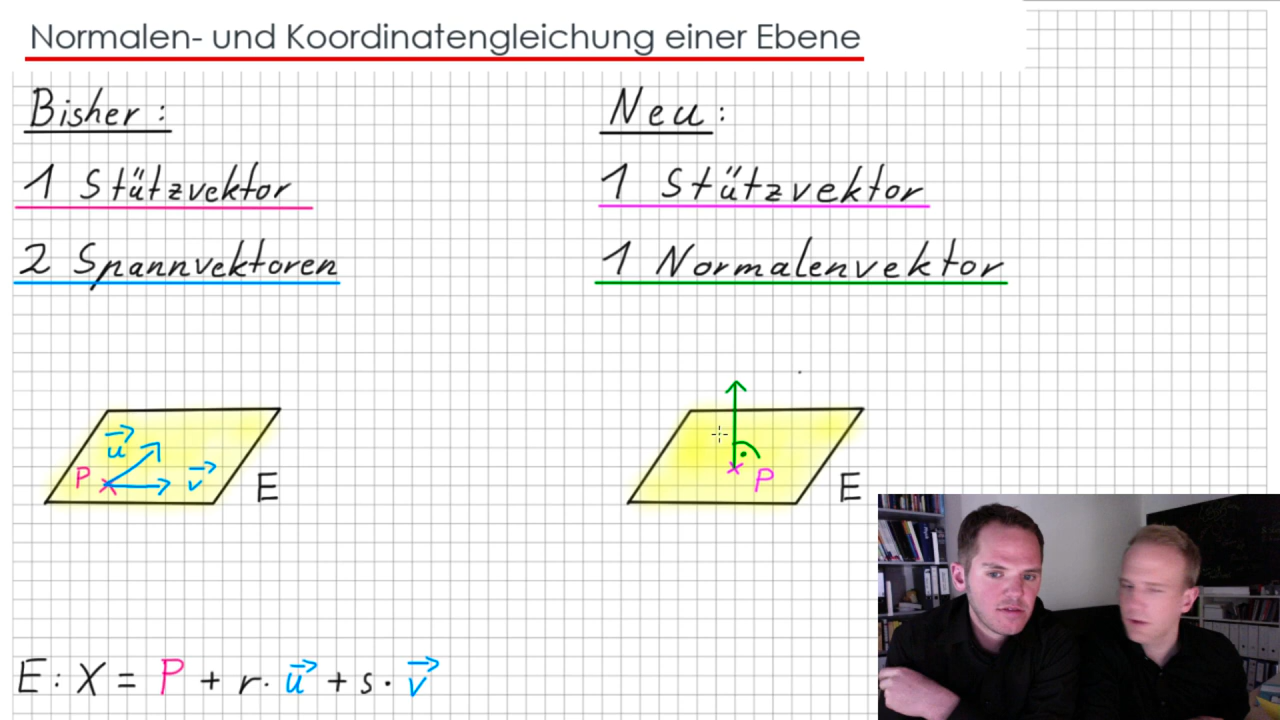 Normalen- und Koordinatengleichung einer Ebene
Bisher:
1 Stützvektor
2 Spannvektoren
u⃗
P
v⃗
E
E: X = P + r · u⃗ + s · v⃗
Neu:
1 Stützvektor
1 Normalenvektor
P
E